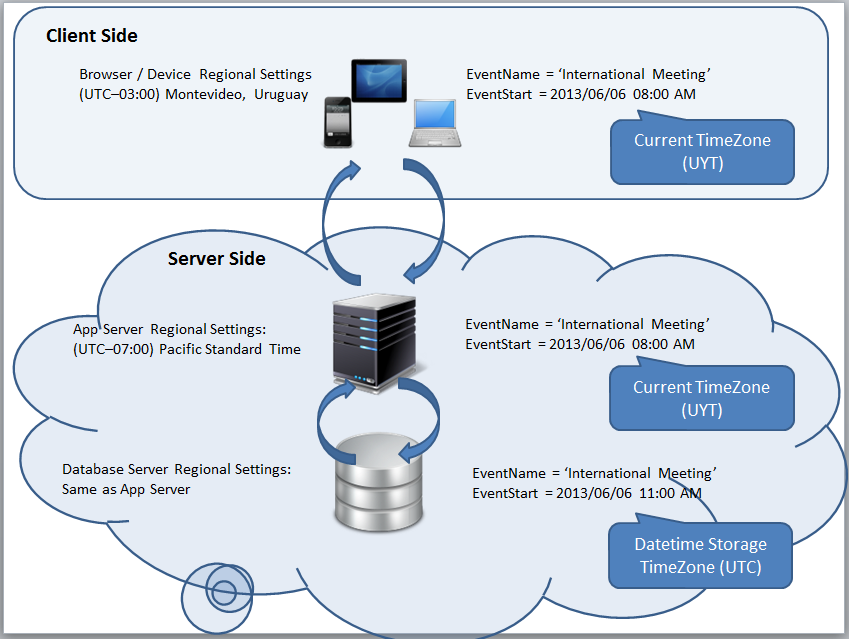 Client Side
Browser / Device Regional Settings
(UTC–03:00) Montevideo, Uruguay
EventName = ‘International Meeting’
EventStart = 2013/06/06 08:00 AM
Current TimeZone
(UYT)
Server Side
App Server Regional Settings:
(UTC–07:00) Pacific Standard Time
EventName = ‘International Meeting’
EventStart = 2013/06/06 08:00 AM
Current TimeZone
(UYT)
Database Server Regional Settings:
Same as App Server
EventName = ‘International Meeting’
EventStart = 2013/06/06 11:00 AM
Datetime Storage
TimeZone (UTC)